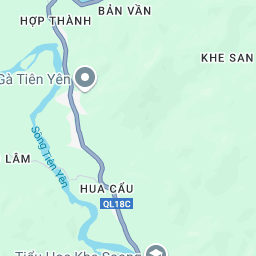 BẢN VẦN
HỢP THÀNH
KHE SAN
Gà Tiên Yên
Sông Tiên Yên
LÂM
HUA CẦU
QL18C
Tiểu Học Khe Soong